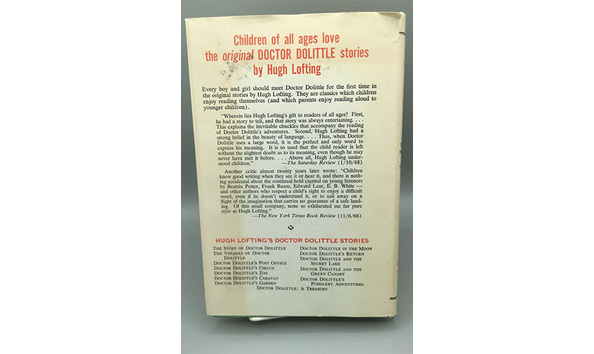 Children of all ages love
the original DOCTOR DOLITTLE stories
by Hugh Lofting
Every boy and girl should meet Doctor Dolittle for the first time in
the original stories by Hugh Lofting. They are classics which children
enjoy reading themselves (and which parents enjoy reading aloud to
younger children).
"Wherein lies Hugh Lofting's gift to readers of all ages? First,
he had a story to tell, and that story was always entertaining. . . .
This explains the inevitable chuckles that accompany the reading
of Doctor Dolittle's adventures. Second, Hugh Lofting had a
strong belief in the beauty of language. . . . Thus, when Doctor
Dolittle uses a large word, it is the perfect and only word to
express his meaning. It is so used that the child reader is left
without the slightest doubt as to its meaning, even though he may
never have met it before. . . . Above all, Hugh Lofting under-
stood children."
—The Saturday Review (1/10/48)
Another critic almost twenty years later wrote: "Children
know good writing when they see it or hear it, and there is noth-
ing accidental about the continual hold exerted on young listeners
by Beatrix Potter, Frank Baum, Edward Lear, E. B. White —
and other authors who respect a child's right to enjoy a difficult
word, even if he doesn't understand it, or to sail away on a
flight of the imagination that carries no guarantee of a safe land-
ing. Of this small company, none so exhilarated me for pure
style as Hugh Lofting."
—The New York Times Book Review (11/6/66)
HUGH LOFTING'S DOCTOR DOLITTLE STORIES
The Story of Doctor Dolittle
The Voyages of Doctor
Dolittle
Doctor Dolittle's Post Office
Doctor Dolittle's Circus
Doctor Dolittle's Zoo
Doctor Dolittle's Caravan
Doctor Dolittle's Garden
Doctor Dolittle in the Moon
Doctor Dolittle's Return
Doctor Dolittle and the
Secret Lake
Doctor Dolittle and the
Green Canary
Doctor Dolittle's
Puddleby Adventures
Doctor Dolittle: A Treasury